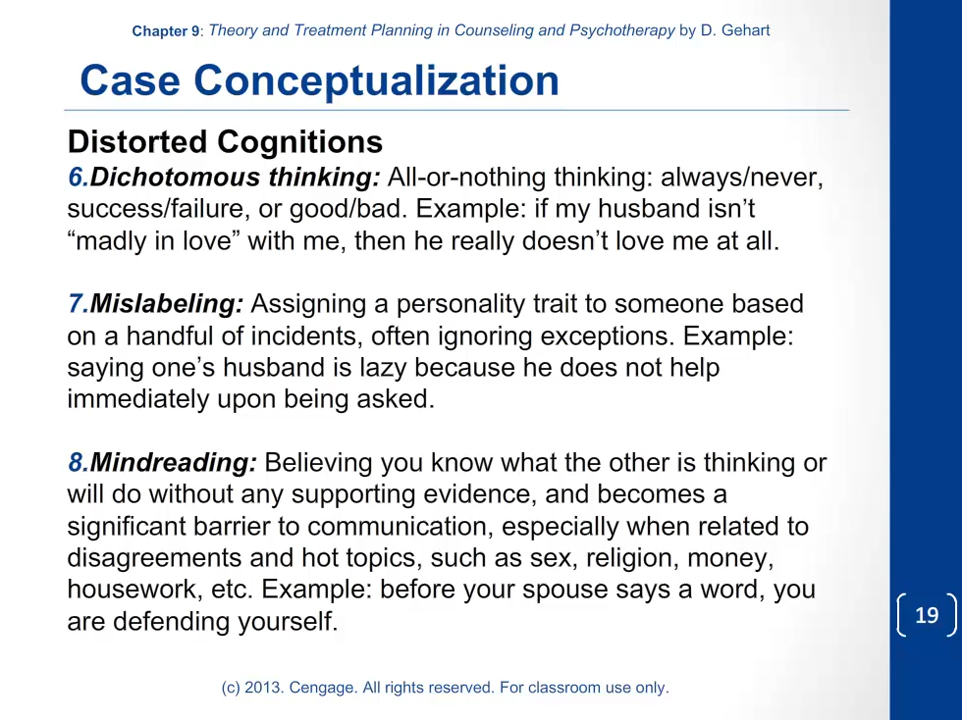 Chapter 9: Theory and Treatment Planning in Counseling and Psychotherapy by D. Gehart
Case Conceptualization
Distorted Cognitions
6.Dichotomous thinking: All-or-nothing thinking: always/never,
success/failure, or good/bad. Example: if my husband isn’t
“madly in love” with me, then he really doesn’t love me at all.
7.Mislabeling: Assigning a personality trait to someone based
on a handful of incidents, often ignoring exceptions. Example:
saying one’s husband is lazy because he does not help
immediately upon being asked.
8.Mindreading: Believing you know what the other is thinking or
will do without any supporting evidence, and becomes a
significant barrier to communication, especially when related to
disagreements and hot topics, such as sex, religion, money,
housework, etc. Example: before your spouse says a word, you
are defending yourself.
19
(c) 2013. Cengage. All rights reserved. For classroom use only.